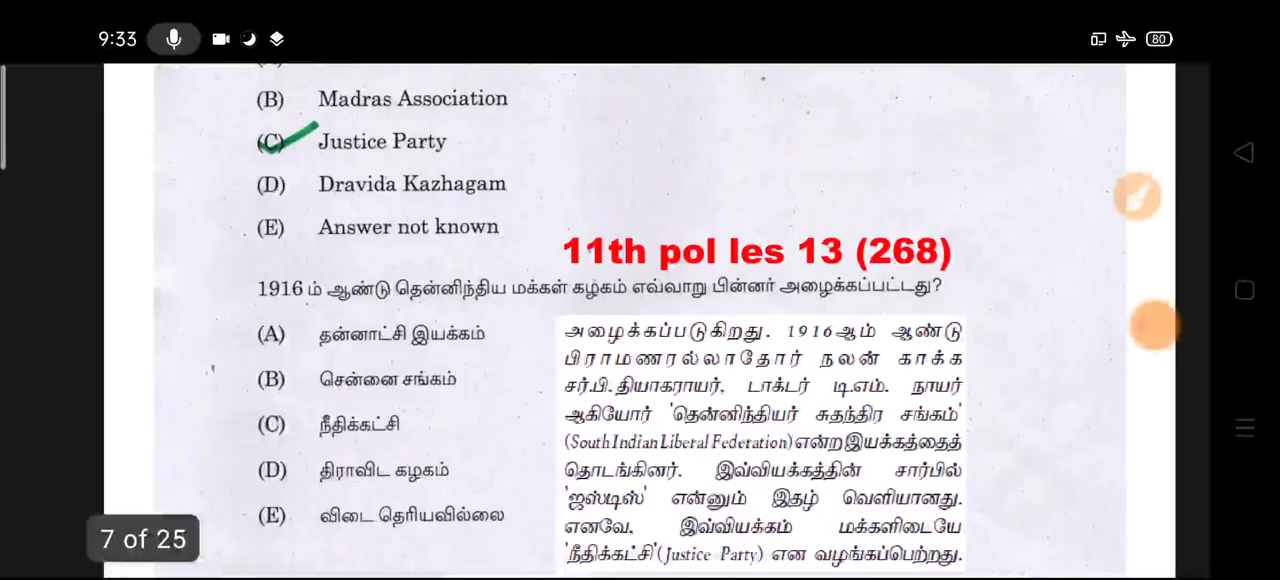 9:33
80
(B) Madras Association
(C) Justice Party
(D) Dravida Kazhagam
(E) Answer not known
11th pol les 13 (268)
1916 ம் ஆண்டு தென்னிந்திய மக்கள் கழகம் எவ்வாறு பின்னர் அழைக்கப்பட்டது?
(A) தன்னாட்சி இயக்கம்
(B) சென்னை சங்கம்
(C) நீதிக்கட்சி
(D) திராவிட கழகம்
(E) விடை தெரியவில்லை
அழைக்கப்படுகிறது. 1916ஆம் ஆண்டு
பிராமணரல்லாதோர் நலன் காக்க
சர்.பி.தியாகராயர், டாக்டர் டி.எம். நாயர்
ஆகியோர் 'தென்னிந்தியர் சுதந்திர சங்கம்'
(South Indian Liberal Federation) என்ற இயக்கத்தைத்
தொடங்கினர். இவ்வியக்கத்தின் சார்பில்
'ஜஸ்டிஸ்' என்னும் இதழ் வெளியானது.
எனவே, இவ்வியக்கம் மக்களிடையே
'நீதிக்கட்சி' (Justice Party) என வழங்கப்பெற்றது.
7 of 25